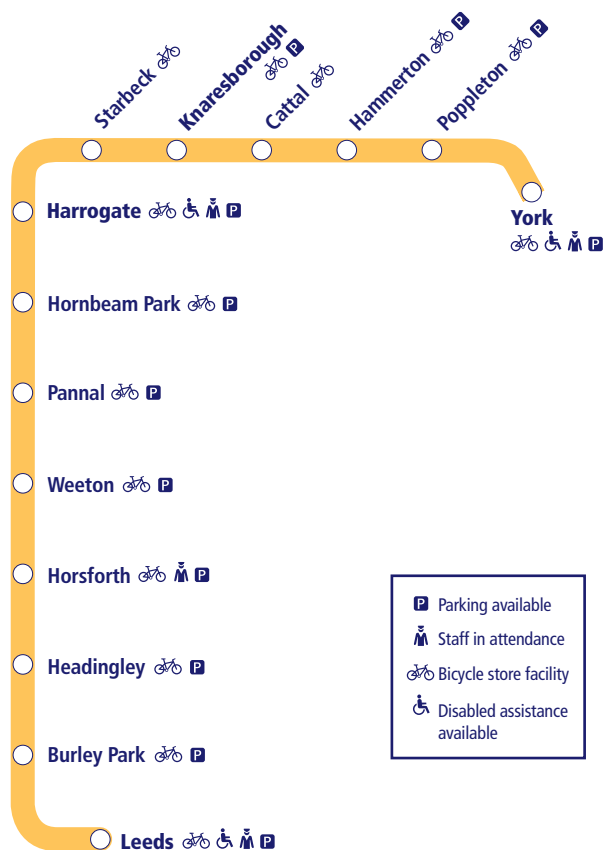 Starbeck
Knaresborough
P
Cattal
Hammerton P
Poppleton P
York
P
Harrogate P
Hornbeam Park P
Pannal P
Weeton P
Horsforth P
Headingley P
Burley Park P
Leeds P
P Parking available
Staff in attendance
Bicycle store facility
Disabled assistance
available